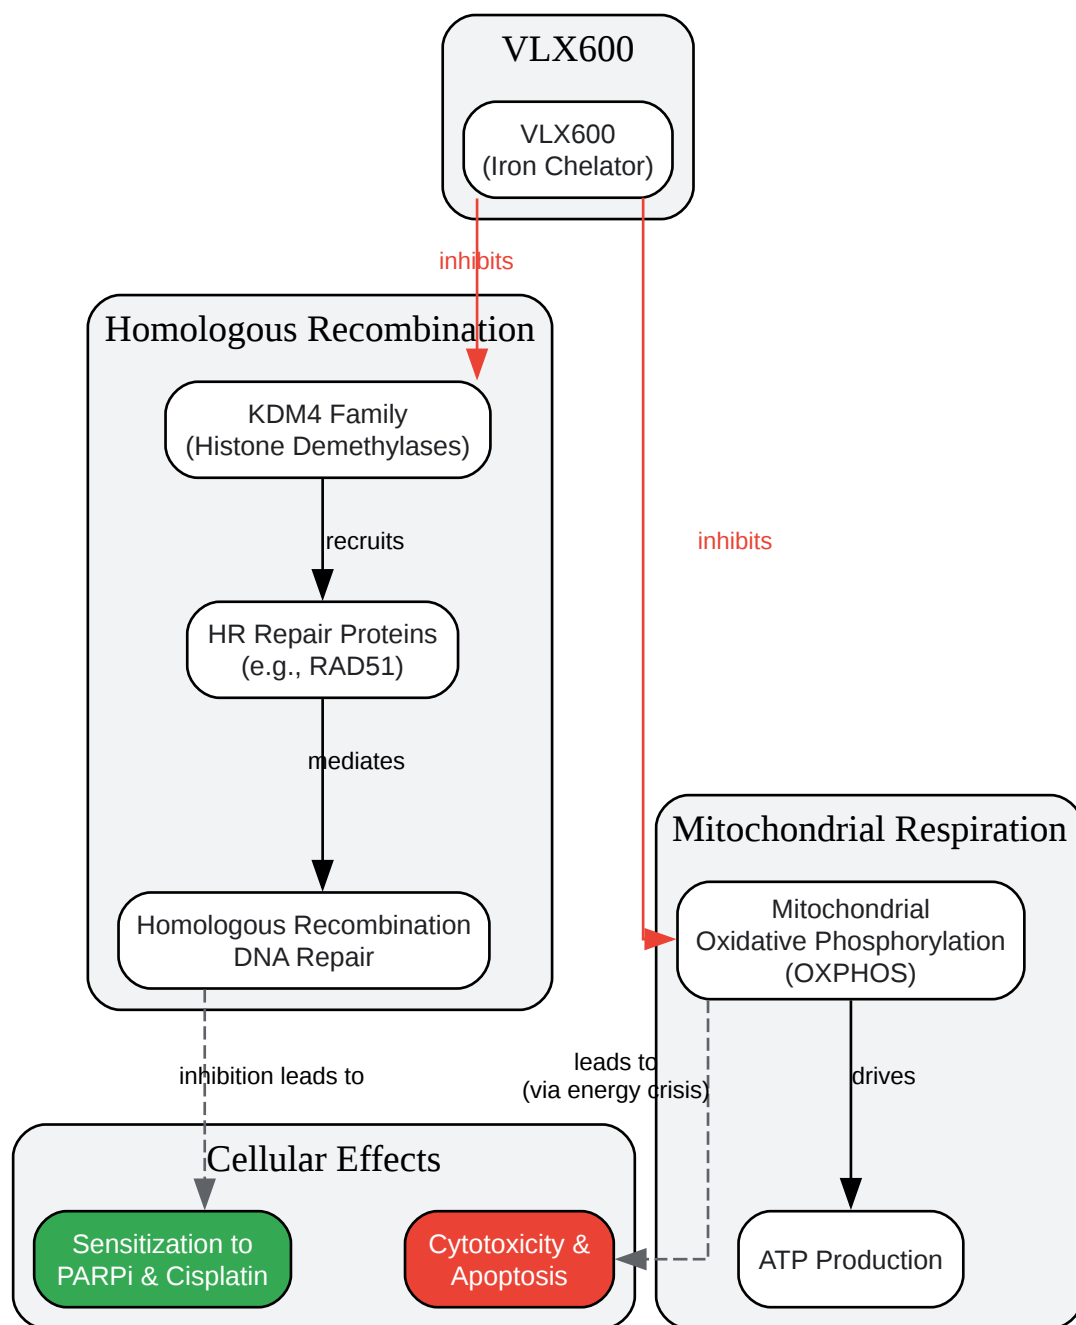 VLX600
VLX600
(Iron Chelator)
inhibits
Homologous Recombination
KDM4 Family
(Histone Demethylases)
recruits
inhibits
HR Repair Proteins
(e.g., RAD51)
mediates
Mitochondrial Respiration
Mitochondrial
Oxidative Phosphorylation
(OXPHOS)
Homologous Recombination
DNA Repair
inhibition leads to
leads to
(via energy crisis)
drives
Cellular Effects
Sensitization to
PARPi & Cisplatin
Cytotoxicity &
Apoptosis
ATP Production